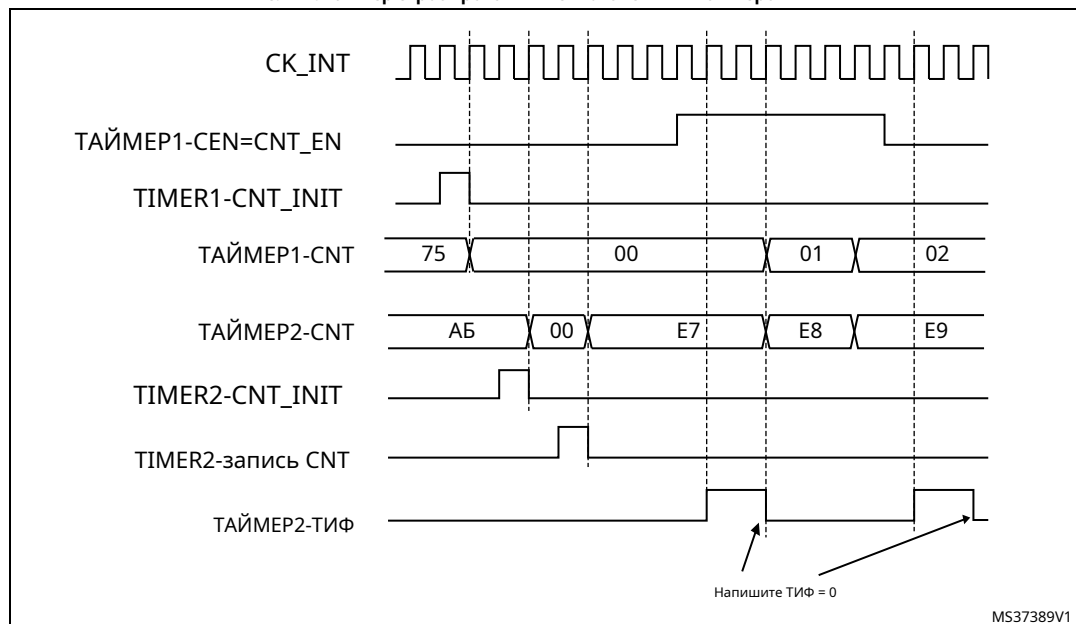 CK_INT
ТАЙМЕР1-CEN=CNT_EN
TIMER1-CNT_INIT
ТАЙМЕР1-CNT 75 00 01 02
ТАЙМЕР2-CNT АБ 00 E7 E8 E9
TIMER2-CNT_INIT
TIMER2-запись CNT
ТАЙМЕР2-ТИФ
Напишите ТИФ = 0
MS37389V1